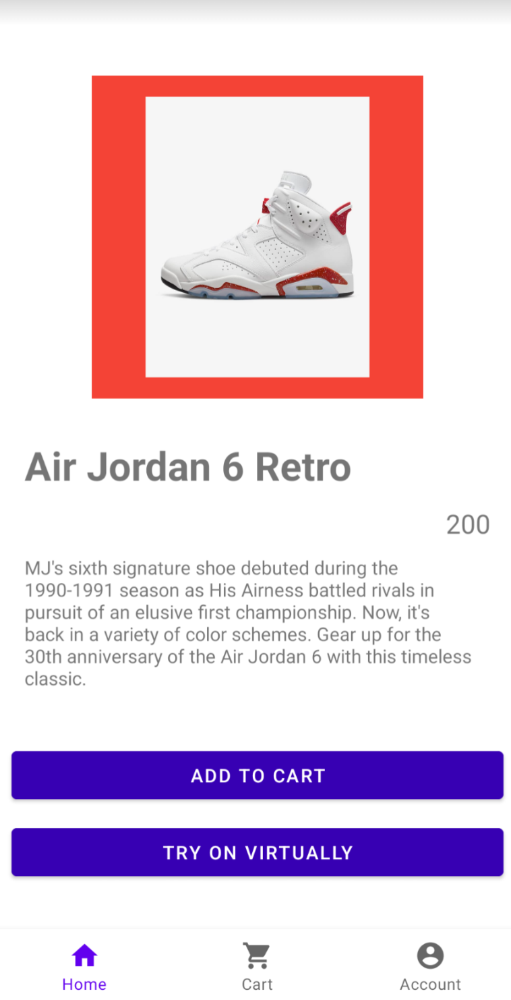 Air Jordan 6 Retro
200
MJ's sixth signature shoe debuted during the
1990-1991 season as His Airness battled rivals in
pursuit of an elusive first championship. Now, it's
back in a variety of color schemes. Gear up for the
30th anniversary of the Air Jordan 6 with this timeless
classic.
ADD TO CART
TRY ON VIRTUALLY
Home Cart Account